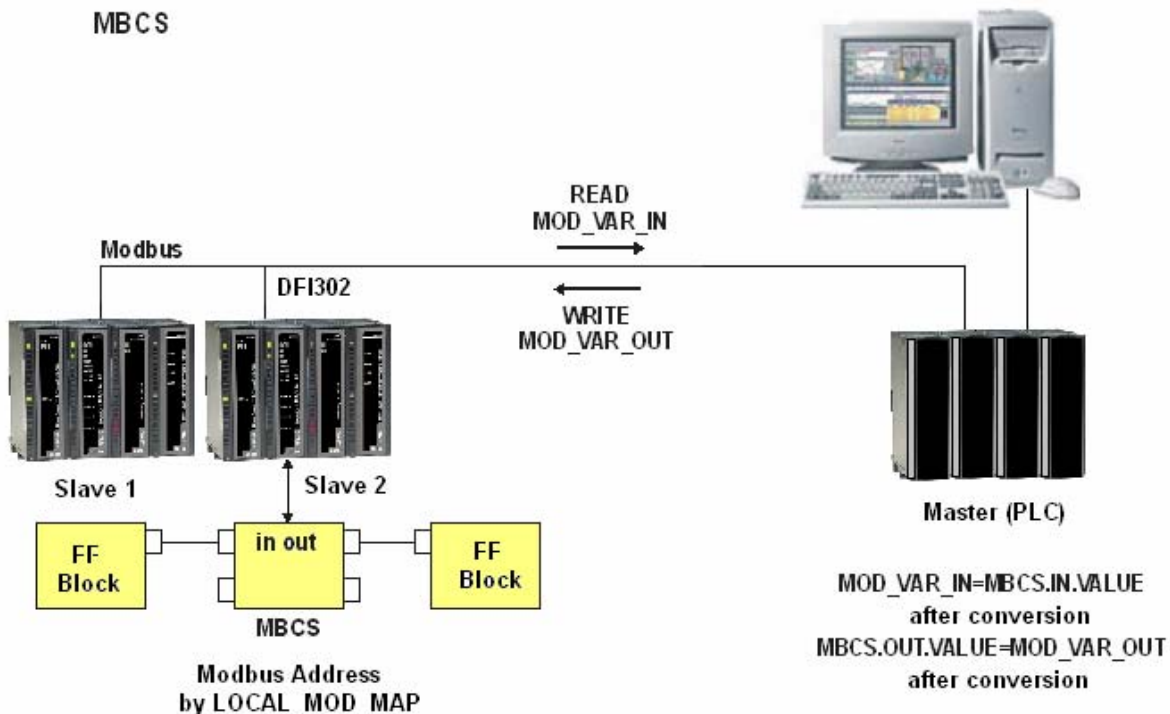 MBCS
READ
MOD_VAR_IN
Modbus
DFI302
WRITE
MOD_VAR_OUT
Slave 1
Slave 2
Master (PLC)
FF
Block
in out
FF
Block
MBCS
Modbus Address
by LOCAL_MOD_MAP
MOD_VAR_IN=MBCS.IN.VALUE
after conversion
MBCS.OUT.VALUE=MOD_VAR_OUT
after conversion